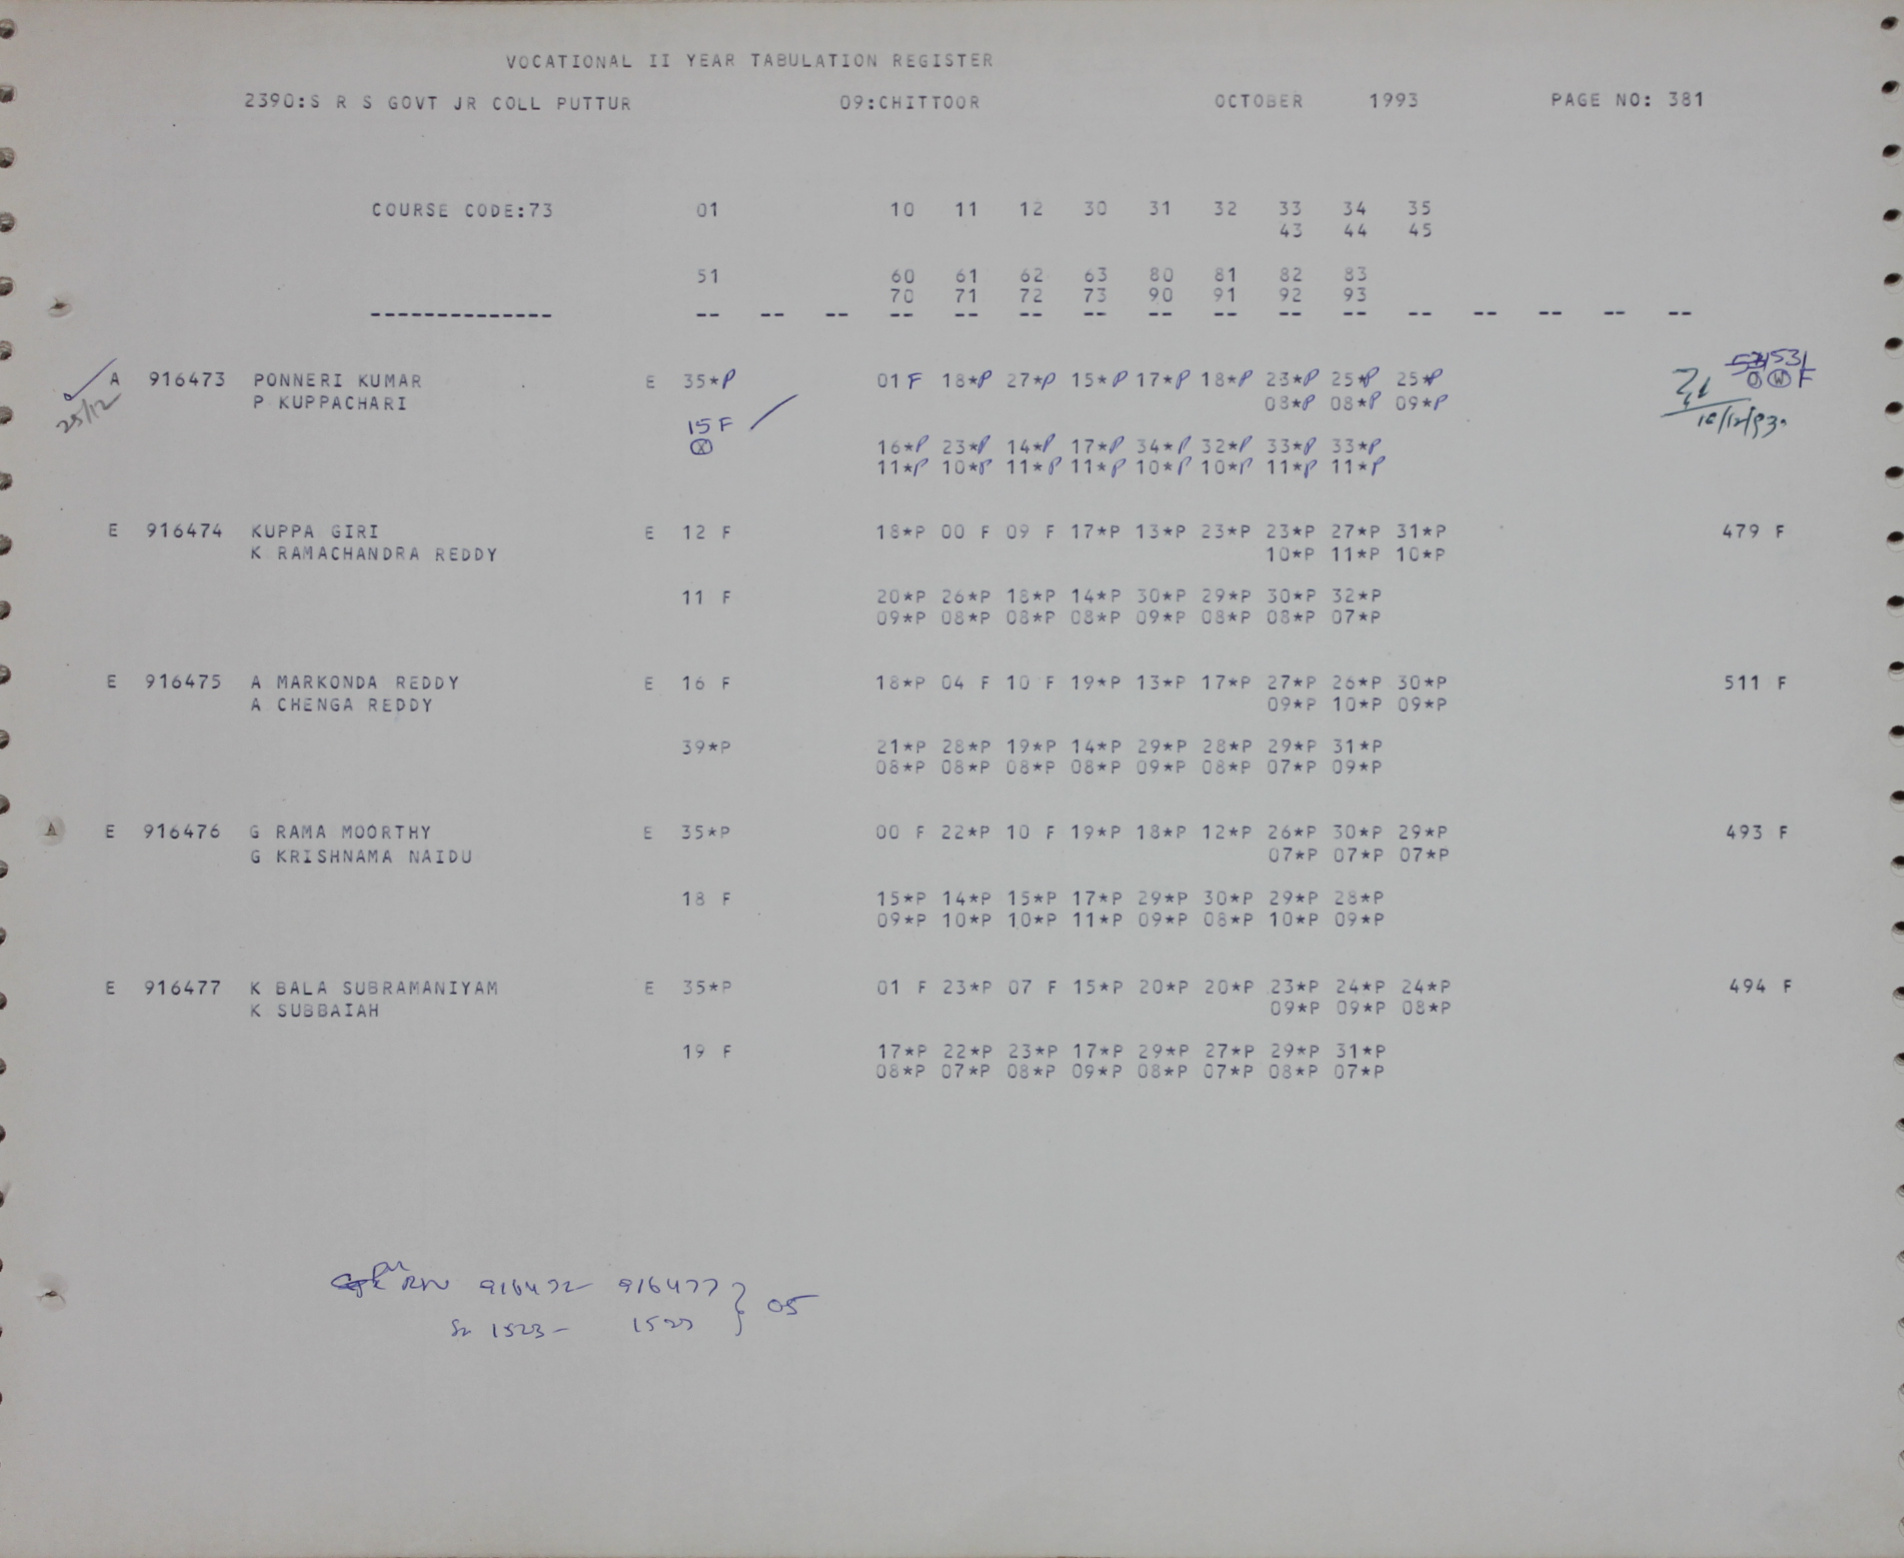 VOCATIONAL II YEAR TABULATION REGISTER
2390:S R S GOVT JR COLL PUTTUR 09:CHITTOOR OCTOBER 1993 PAGE NO: 381
COURSE CODE:73 01 10 11 12 30 31 32 33 34 35
43 44 45
51 60 61 62 63 80 81 82 83
70 71 72 73 90 91 92 93
-------------- -- -- -- -- -- -- -- -- -- -- -- -- -- -- -- --
A 916473 PONNERI KUMAR E 35*P 01 F 18*P 27*P 15*P 17*P 18*P 23*P 25*P 25*P 531 F
25/12 P KUPPACHARI 08*P 08*P 09*P 16/12/93
15 F
16*P 23*P 14*P 17*P 34*P 32*P 33*P 33*P
11*P 10*P 11*P 11*P 10*P 10*P 11*P 11*P
E 916474 KUPPA GIRI E 12 F 18*P 00 F 09 F 17*P 13*P 23*P 23*P 27*P 31*P 479 F
K RAMACHANDRA REDDY 10*P 11*P 10*P
11 F 20*P 26*P 18*P 14*P 30*P 29*P 30*P 32*P
09*P 08*P 08*P 08*P 09*P 08*P 08*P 07*P
E 916475 A MARKONDA REDDY E 16 F 18*P 04 F 10 F 19*P 13*P 17*P 27*P 26*P 30*P 511 F
A CHENGA REDDY 09*P 10*P 09*P
39*P 21*P 28*P 19*P 14*P 29*P 28*P 29*P 31*P
08*P 08*P 08*P 08*P 09*P 08*P 07*P 09*P
E 916476 G RAMA MOORTHY E 35*P 00 F 22*P 10 F 19*P 18*P 12*P 26*P 30*P 29*P 493 F
G KRISHNAMA NAIDU 07*P 07*P 07*P
18 F 15*P 14*P 15*P 17*P 29*P 30*P 29*P 28*P
09*P 10*P 10*P 11*P 09*P 08*P 10*P 09*P
E 916477 K BALA SUBRAMANIYAM E 35*P 01 F 23*P 07 F 15*P 20*P 20*P 23*P 24*P 24*P 494 F
K SUBBAIAH 09*P 09*P 08*P
19 F 17*P 22*P 23*P 17*P 29*P 27*P 29*P 31*P
08*P 07*P 08*P 09*P 08*P 07*P 08*P 07*P
916477 } 05
1523 -